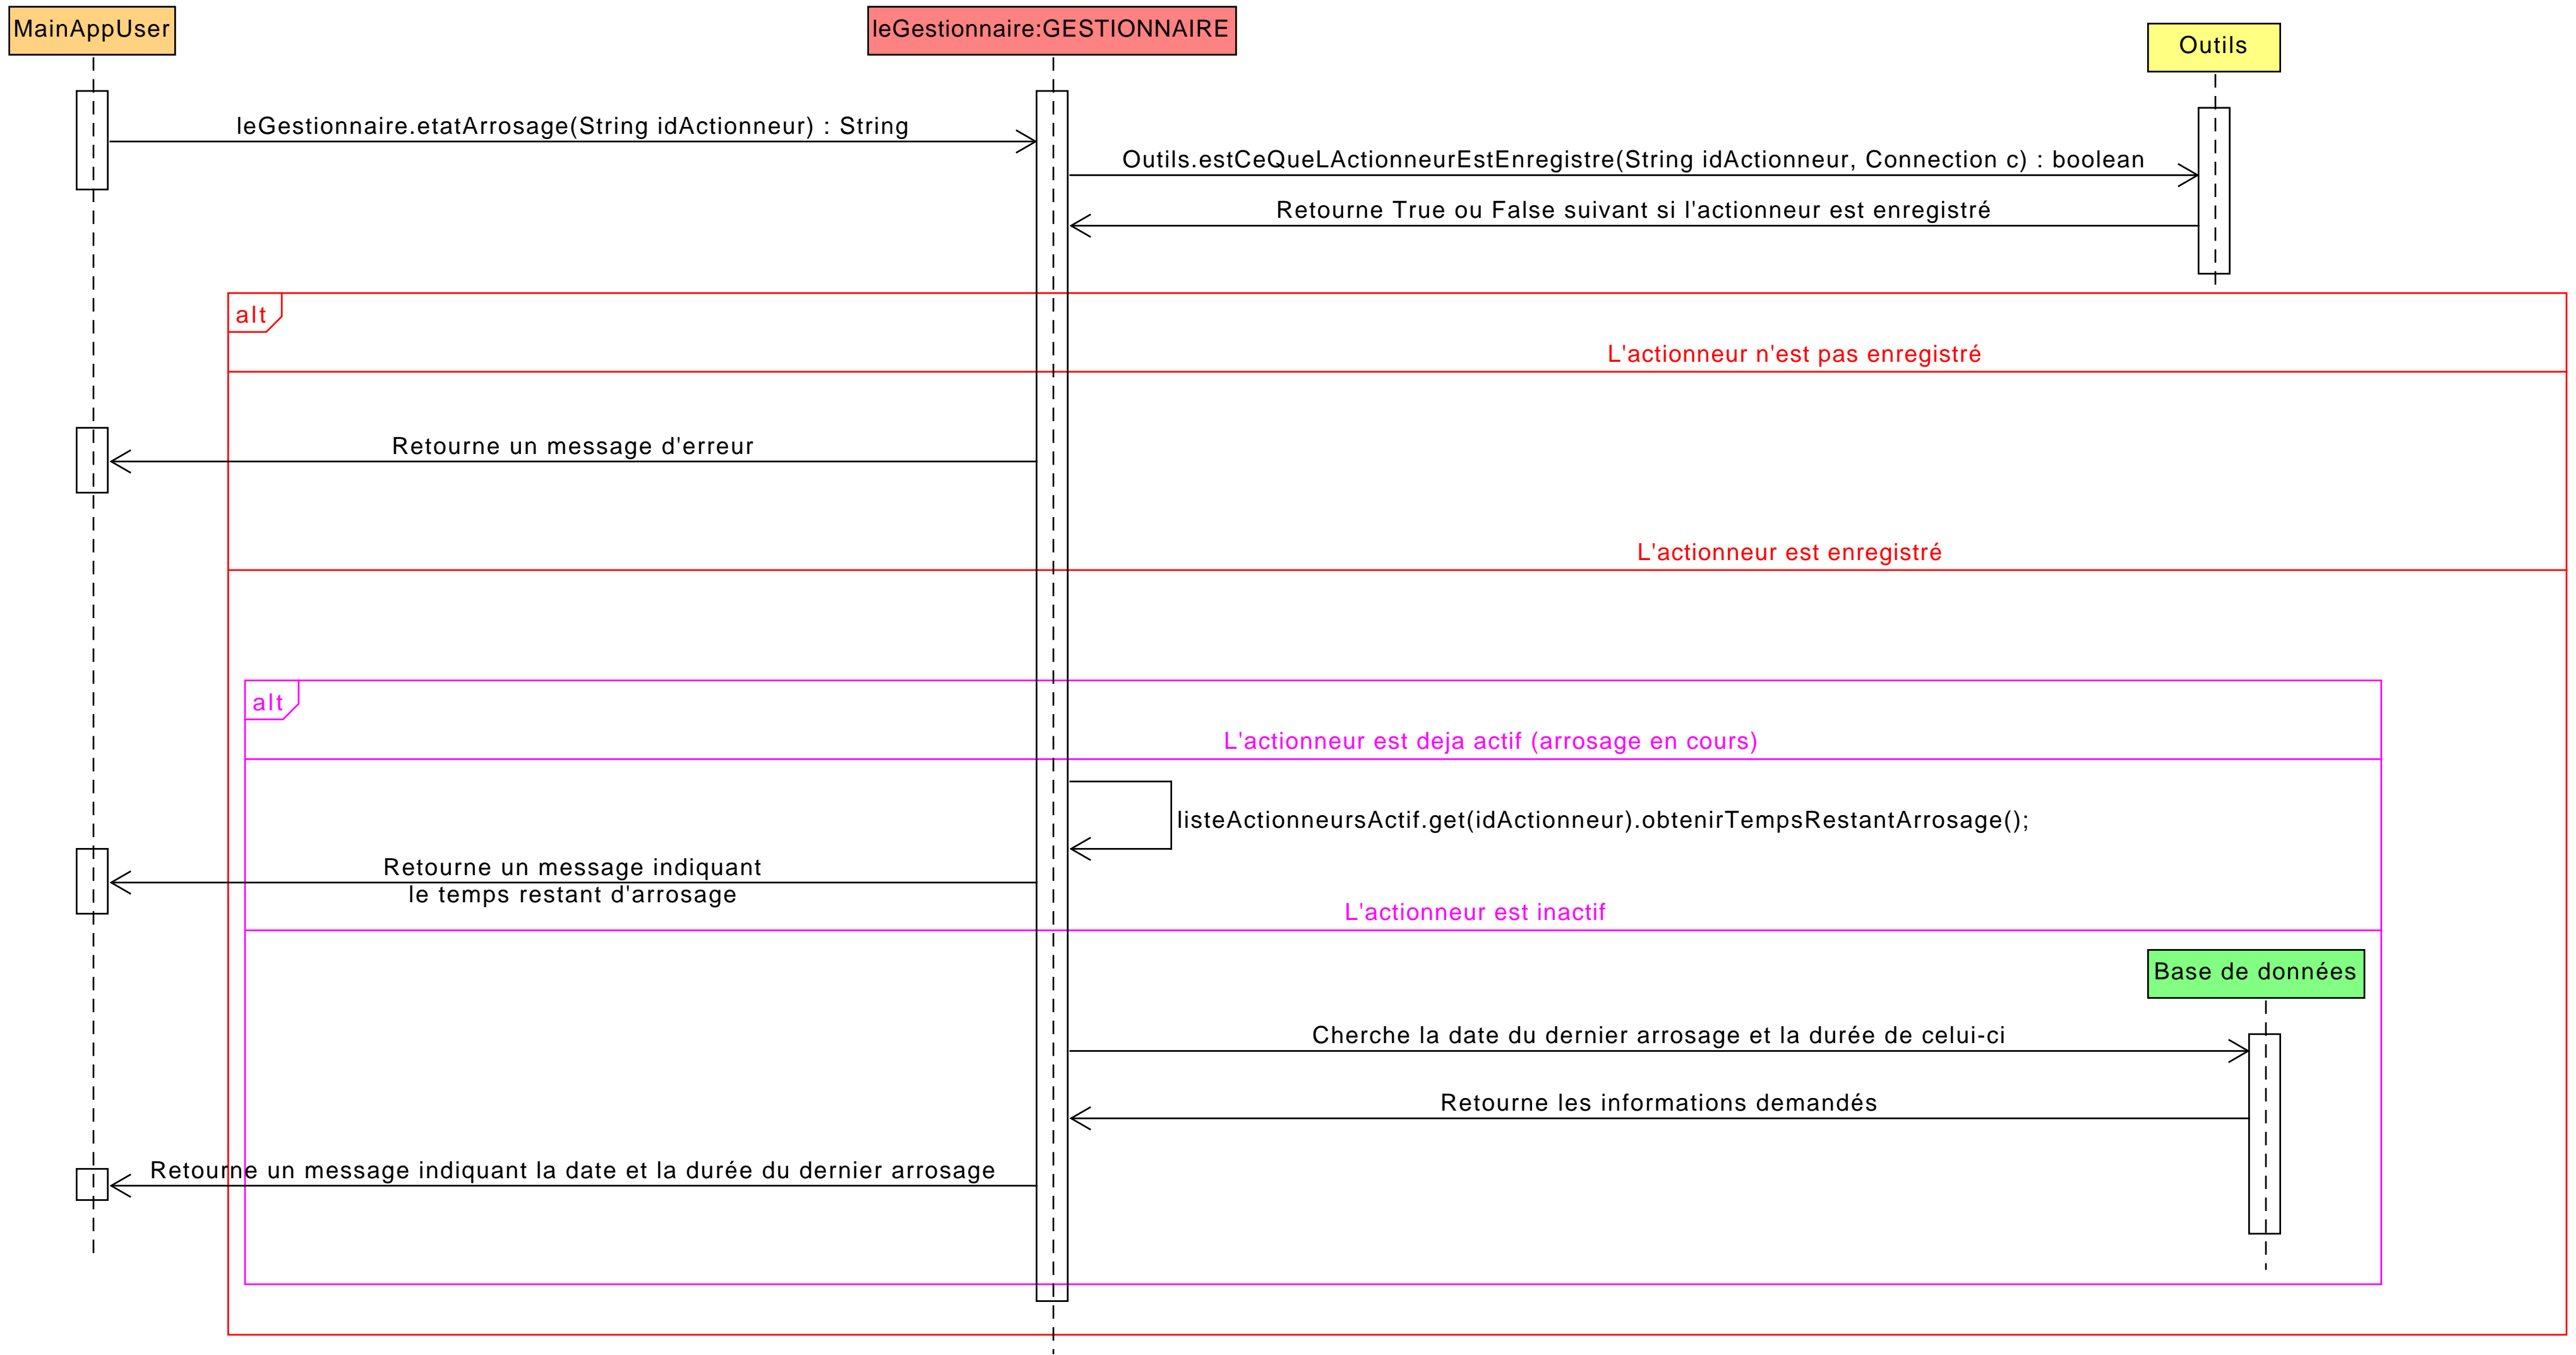 MainAppUser
leGestionnaire:GESTIONNAIRE
Outils
leGestionnaire.etatArrosage(String idActionneur) : String
Outils.estCeQueLActionneurEstEnregistre(String idActionneur, Connection c) : boolean
Retourne True ou False suivant si l'actionneur est enregistré
alt
L'actionneur n'est pas enregistré
Retourne un message d'erreur
L'actionneur est enregistré
alt
L'actionneur est deja actif (arrosage en cours)
listeActionneursActif.get(idActionneur).obtenirTempsRestantArrosage();
Retourne un message indiquant
le temps restant d'arrosage
L'actionneur est inactif
Base de données
Cherche la date du dernier arrosage et la durée de celui-ci
Retourne les informations demandés
Retourne un message indiquant la date et la durée du dernier arrosage